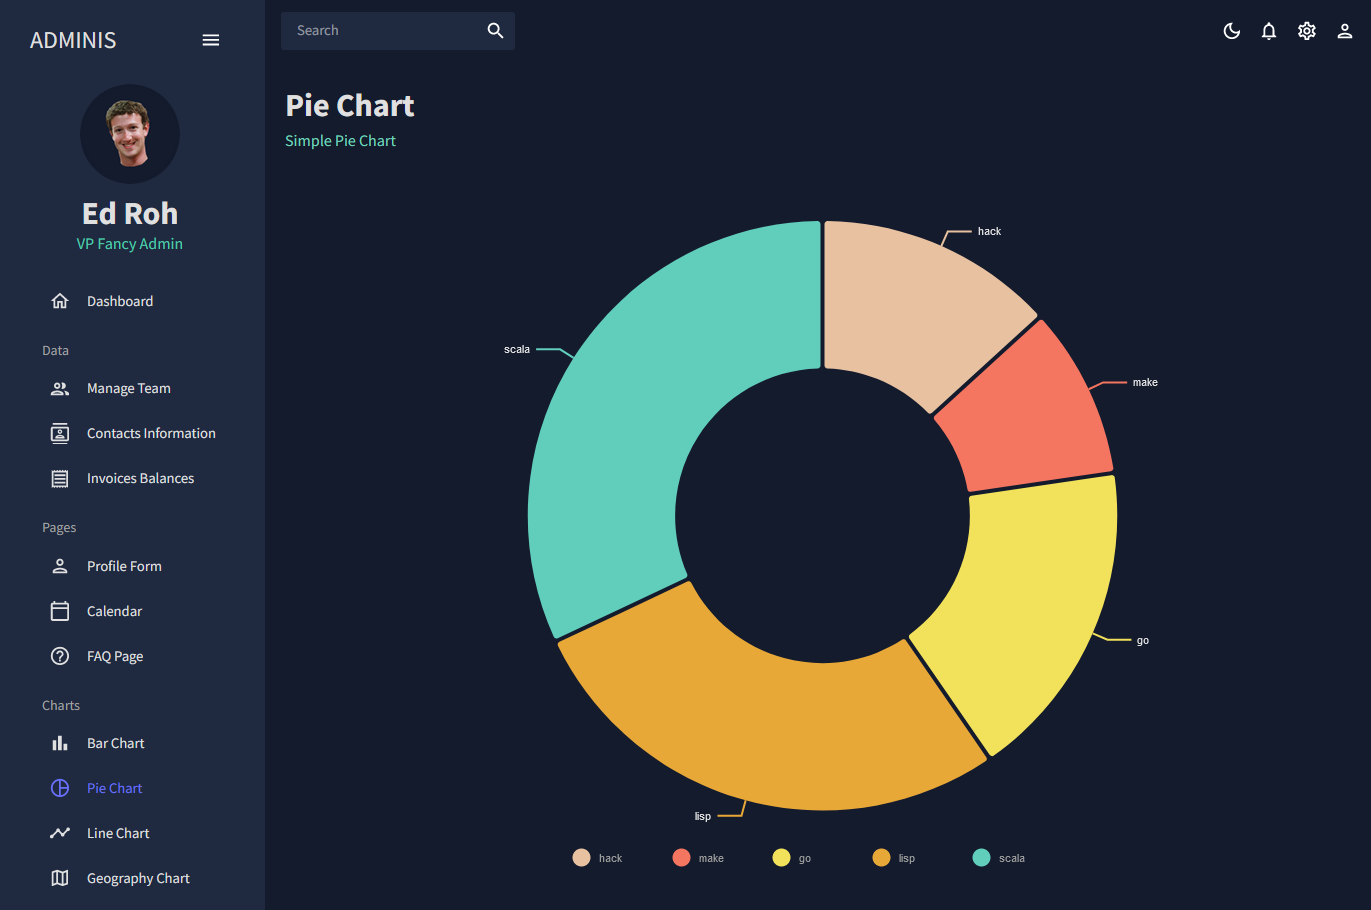 ADMINIS
Search
Ed Roh
VP Fancy Admin
Dashboard
Data
Manage Team
Contacts Information
Invoices Balances
Pages
Profile Form
Calendar
FAQ Page
Charts
Bar Chart
Pie Chart
Line Chart
Geography Chart
Pie Chart
Simple Pie Chart
hack
scala
make
go
lisp
hack make go lisp scala